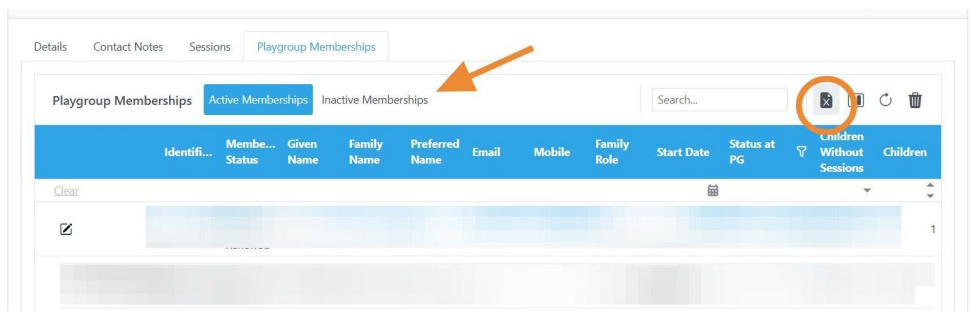 Details Contact Notes Sessions Playgroup Memberships
Playgroup Memberships Active Memberships Inactive Memberships Search...
Identifi... Membe... Status Given Name Family Name Preferred Name Email Mobile Family Role Start Date Status at PG Children Without Sessions Children
Clear
1